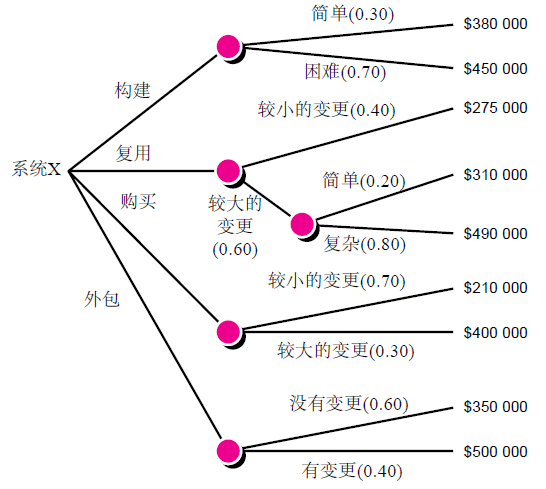 简单(0.30)
$380 000
困难(0.70)
$450 000
构建
较小的变更(0.40)
$275 000
系统X
复用
简单(0.20)
$310 000
购买
较大的
变更
(0.60)
复杂(0.80)
$490 000
较小的变更(0.70)
$210 000
外包
较大的变更(0.30)
$400 000
没有变更(0.60)
$350 000
有变更(0.40)
$500 000